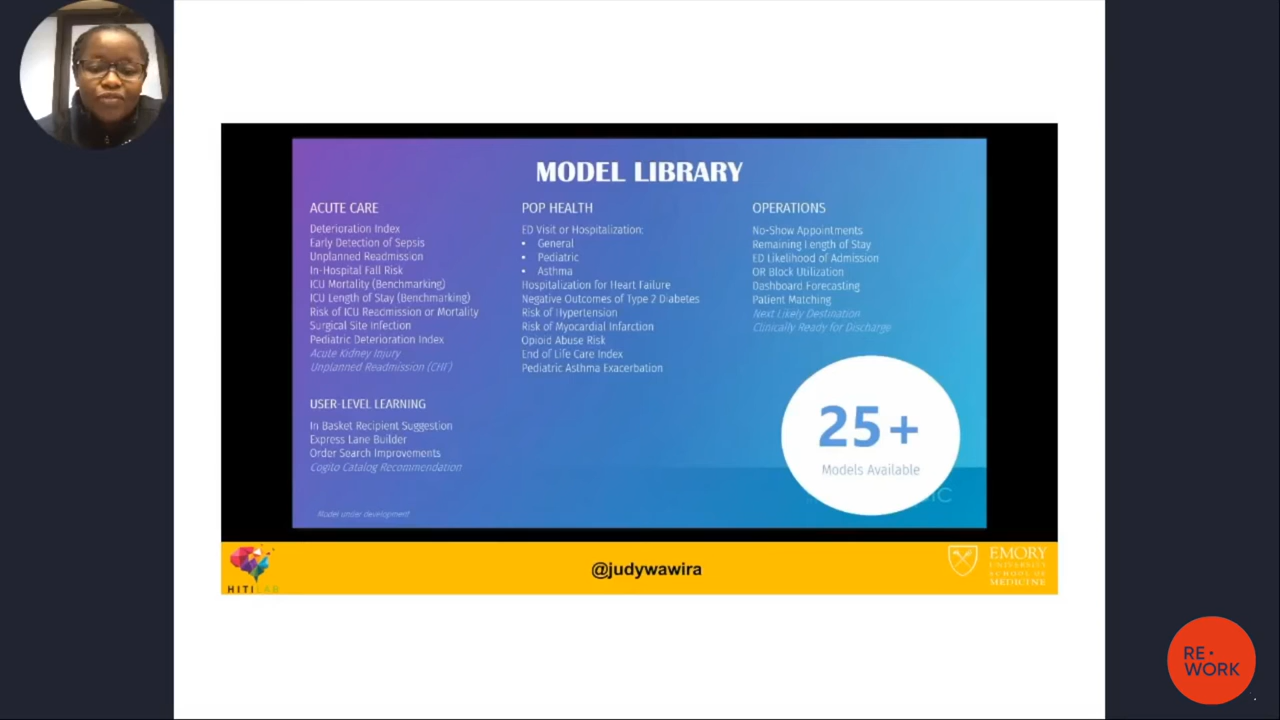 MODEL LIBRARY
ACUTE CARE
Deterioration Index
Early Detection of Sepsis
Unplanned Readmission
In-Hospital Fall Risk
ICU Mortality (Benchmarking)
ICU Length of Stay (Benchmarking)
Risk of ICU Readmission or Mortality
Surgical Site Infection
Pediatric Deterioration Index
Acute Kidney Injury
Unplanned Readmission (CHF)
USER-LEVEL LEARNING
In Basket Recipient Suggestion
Express Lane Builder
Order Search Improvements
Cogito Catalog Recommendation
Model under development
POP HEALTH
ED Visit or Hospitalization:
• General
• Pediatric
• Asthma
Hospitalization for Heart Failure
Negative Outcomes of Type 2 Diabetes
Risk of Hypertension
Risk of Myocardial Infarction
Opioid Abuse Risk
End of Life Care Index
Pediatric Asthma Exacerbation
OPERATIONS
No-Show Appointments
Remaining Length of Stay
ED Likelihood of Admission
OR Block Utilization
Dashboard Forecasting
Patient Matching
Next Likely Destination
Clinically Ready for Discharge
25+
Models Available
HITILAB
@judywawira
EMORY
UNIVERSITY
SCHOOL OF
MEDICINE
RE•
WORK